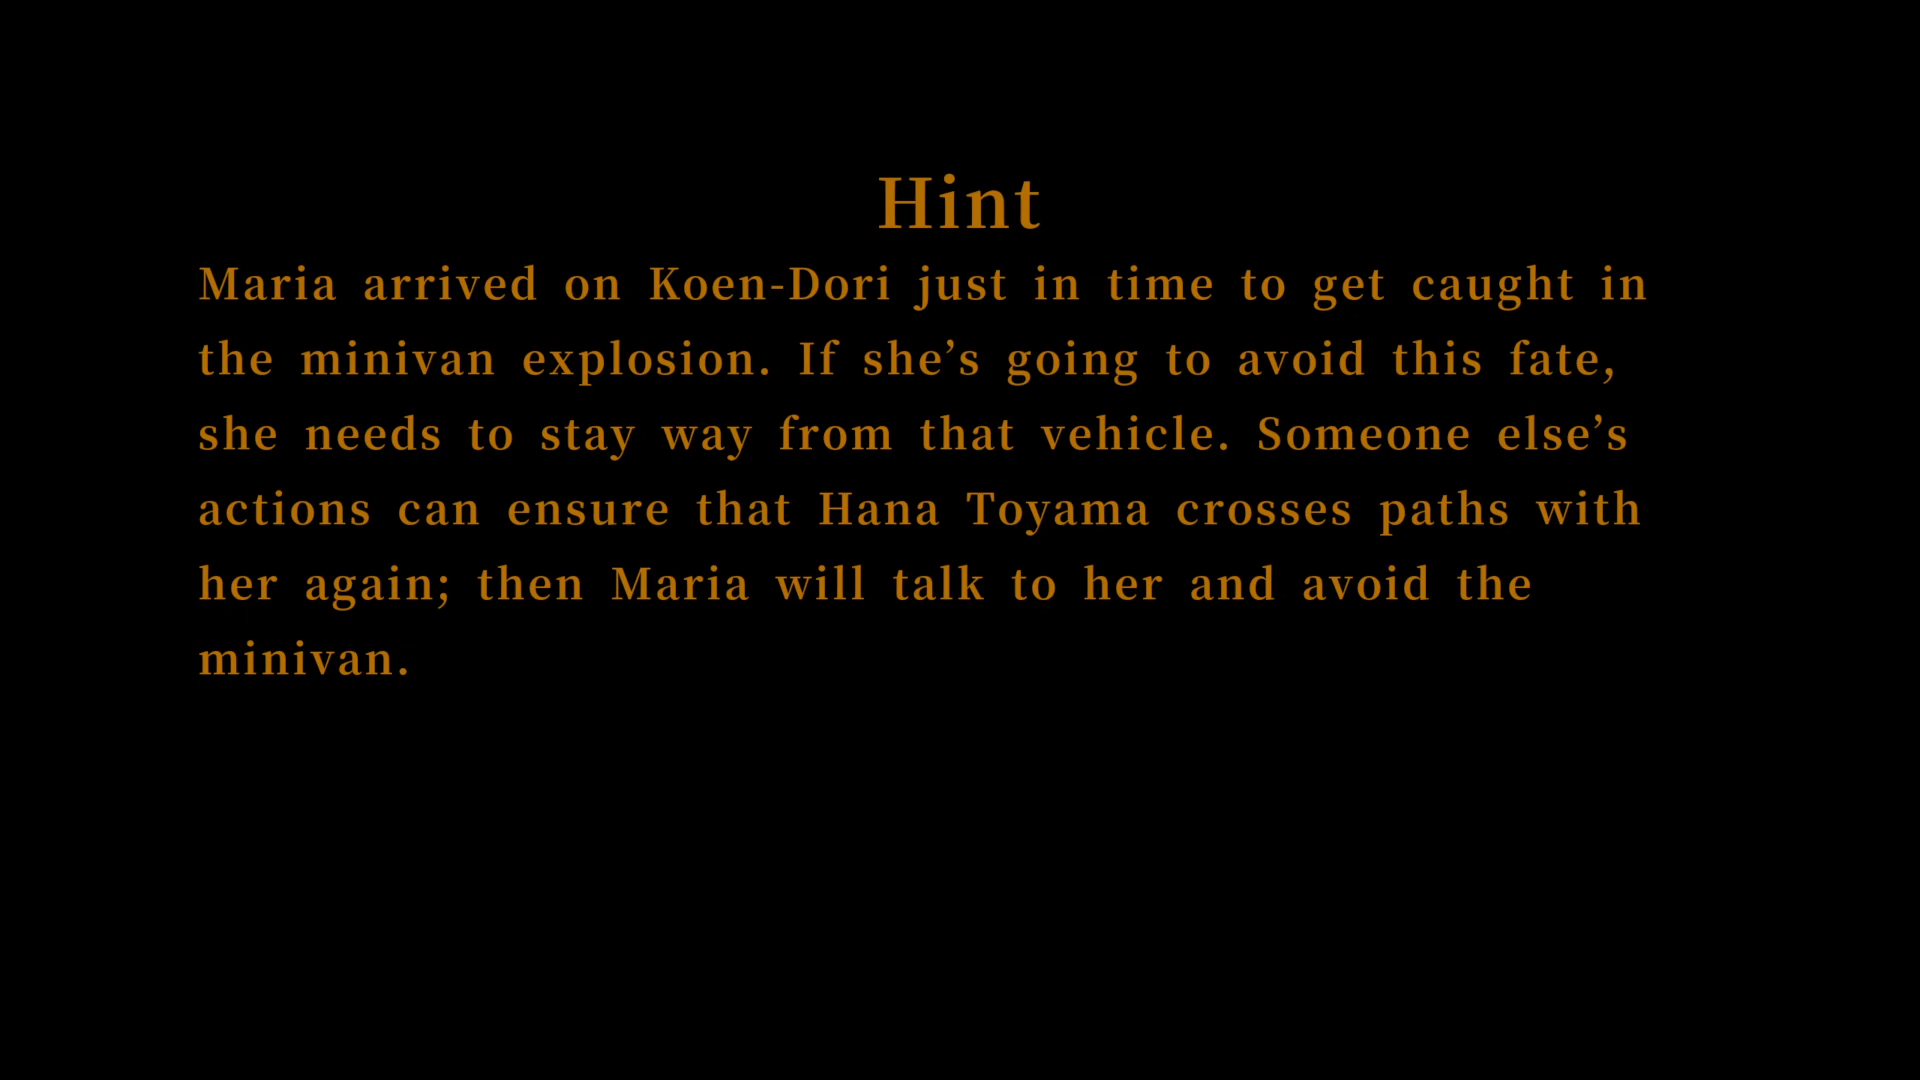 Hint
Maria arrived on Koen-Dori just in time to get caught in
the minivan explosion. If she’s going to avoid this fate,
she needs to stay way from that vehicle. Someone else’s
actions can ensure that Hana Toyama crosses paths with
her again; then Maria will talk to her and avoid the
minivan.